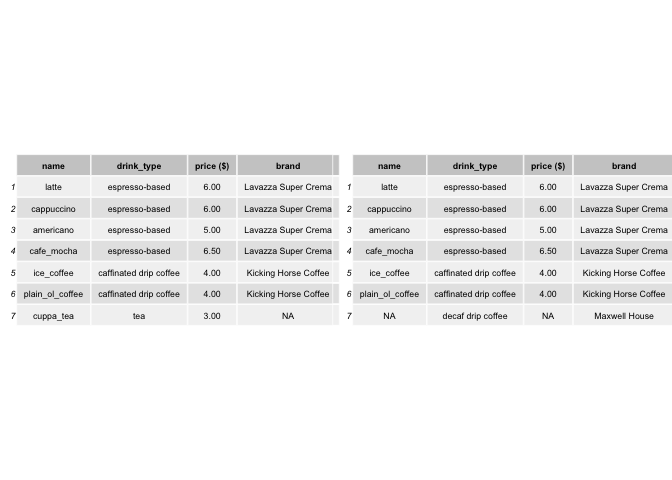 name drink_type price ($) brand name drink_type price ($) brand
1 latte espresso-based 6.00 Lavazza Super Crema 1 latte espresso-based 6.00 Lavazza Super Crema
2 cappuccino espresso-based 6.00 Lavazza Super Crema 2 cappuccino espresso-based 6.00 Lavazza Super Crema
3 americano espresso-based 5.00 Lavazza Super Crema 3 americano espresso-based 5.00 Lavazza Super Crema
4 cafe_mocha espresso-based 6.50 Lavazza Super Crema 4 cafe_mocha espresso-based 6.50 Lavazza Super Crema
5 ice_coffee caffinated drip coffee 4.00 Kicking Horse Coffee 5 ice_coffee caffinated drip coffee 4.00 Kicking Horse Coffee
6 plain_ol_coffee caffinated drip coffee 4.00 Kicking Horse Coffee 6 plain_ol_coffee caffinated drip coffee 4.00 Kicking Horse Coffee
7 cuppa_tea tea 3.00 NA 7 NA decaf drip coffee NA Maxwell House